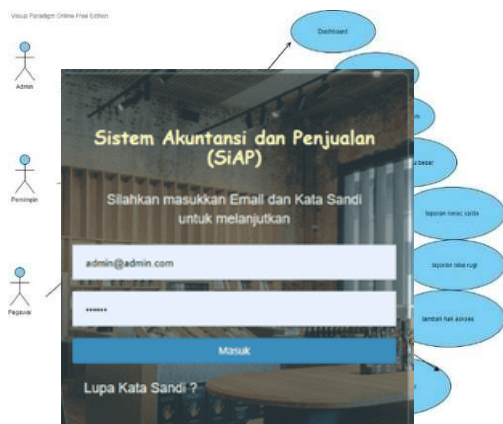 Visual Paradigm Online Free Edition
Dashboard
Admin
Sistem Akuntansi dan Penjualan
(SiAP)
u besar
Pemimpin
Silahkan masukkan Email dan Kata Sandi
untuk melanjutkan
laporan neraca saldo
admin@admin.com
laporan laba rugi
••••••
Pegawai
tambah hak akses
Masuk
Lupa Kata Sandi ?